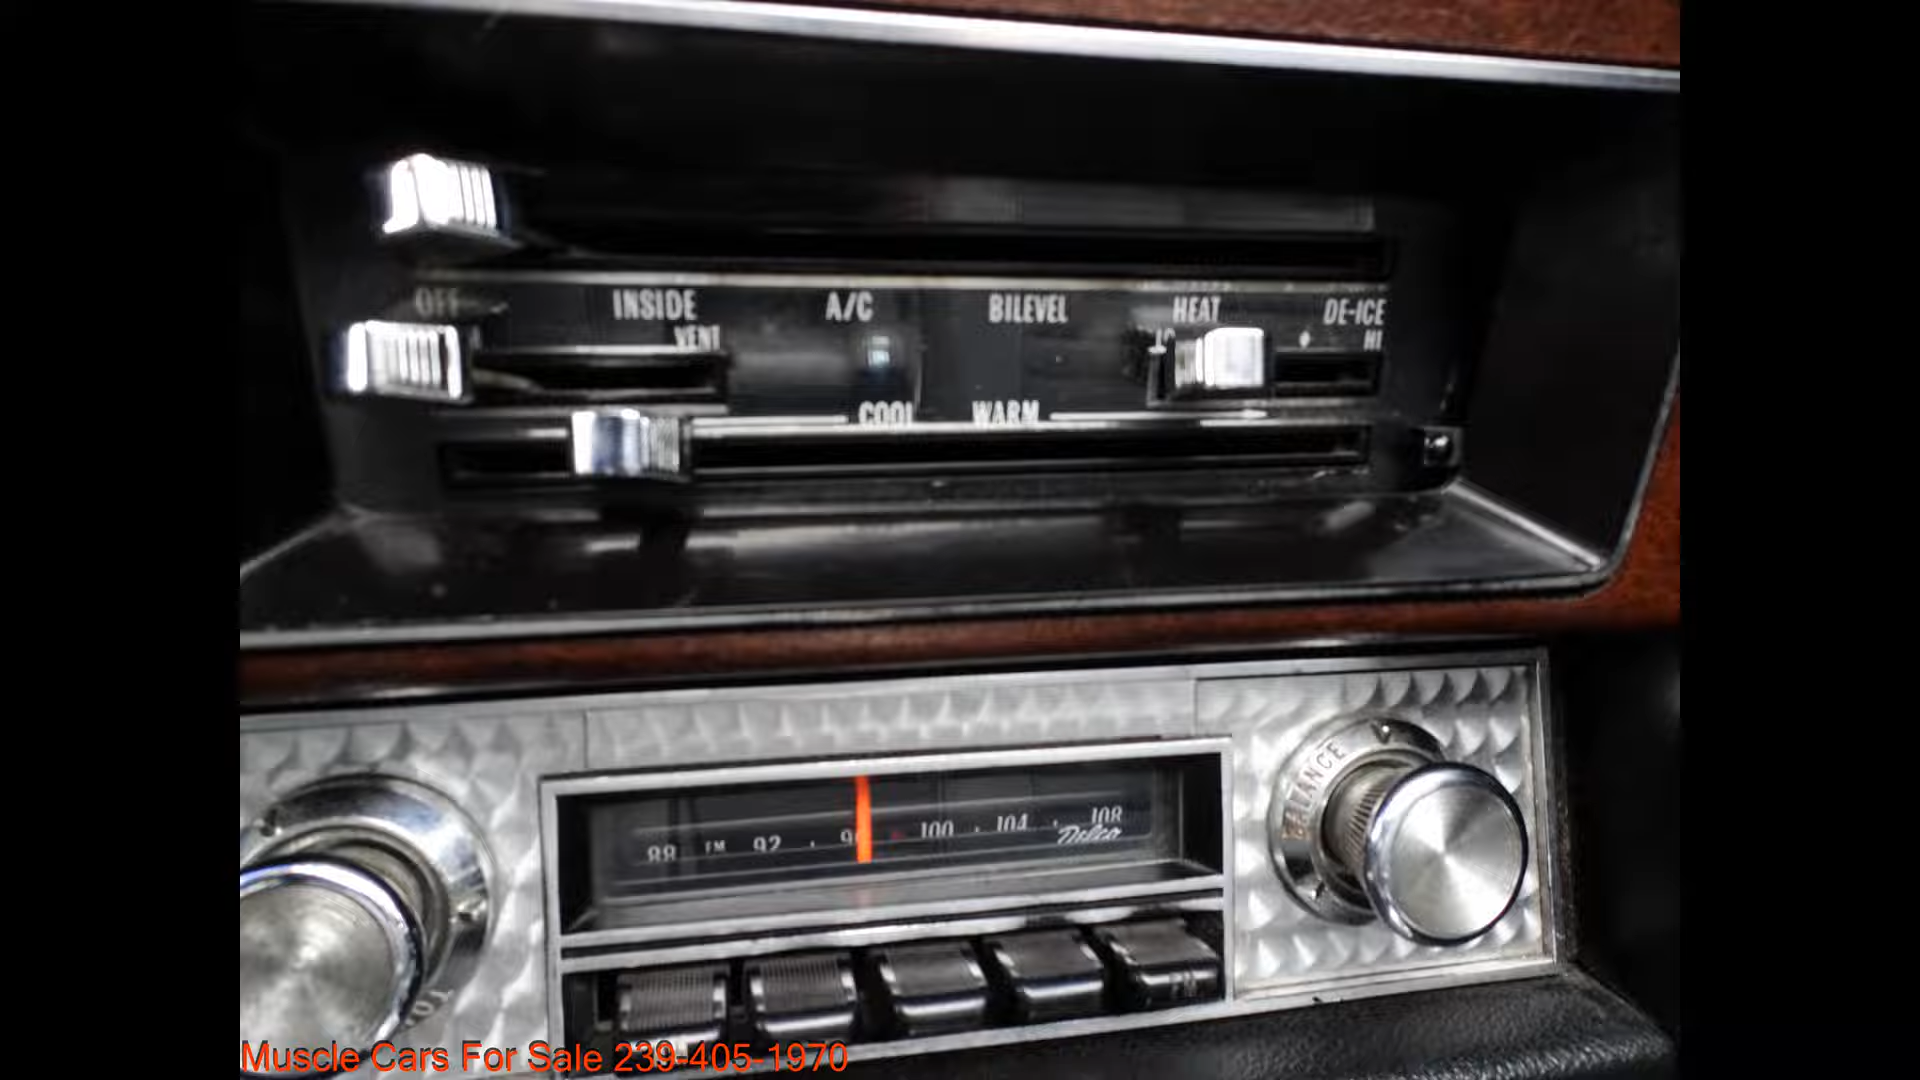 OFF INSIDE A/C BILEVEL HEAT DE-ICE
VENT LO HI
COOL WARM
BALANCE
88 FM 92 100 104 108
Delco
Muscle Cars For Sale 239-405-1970